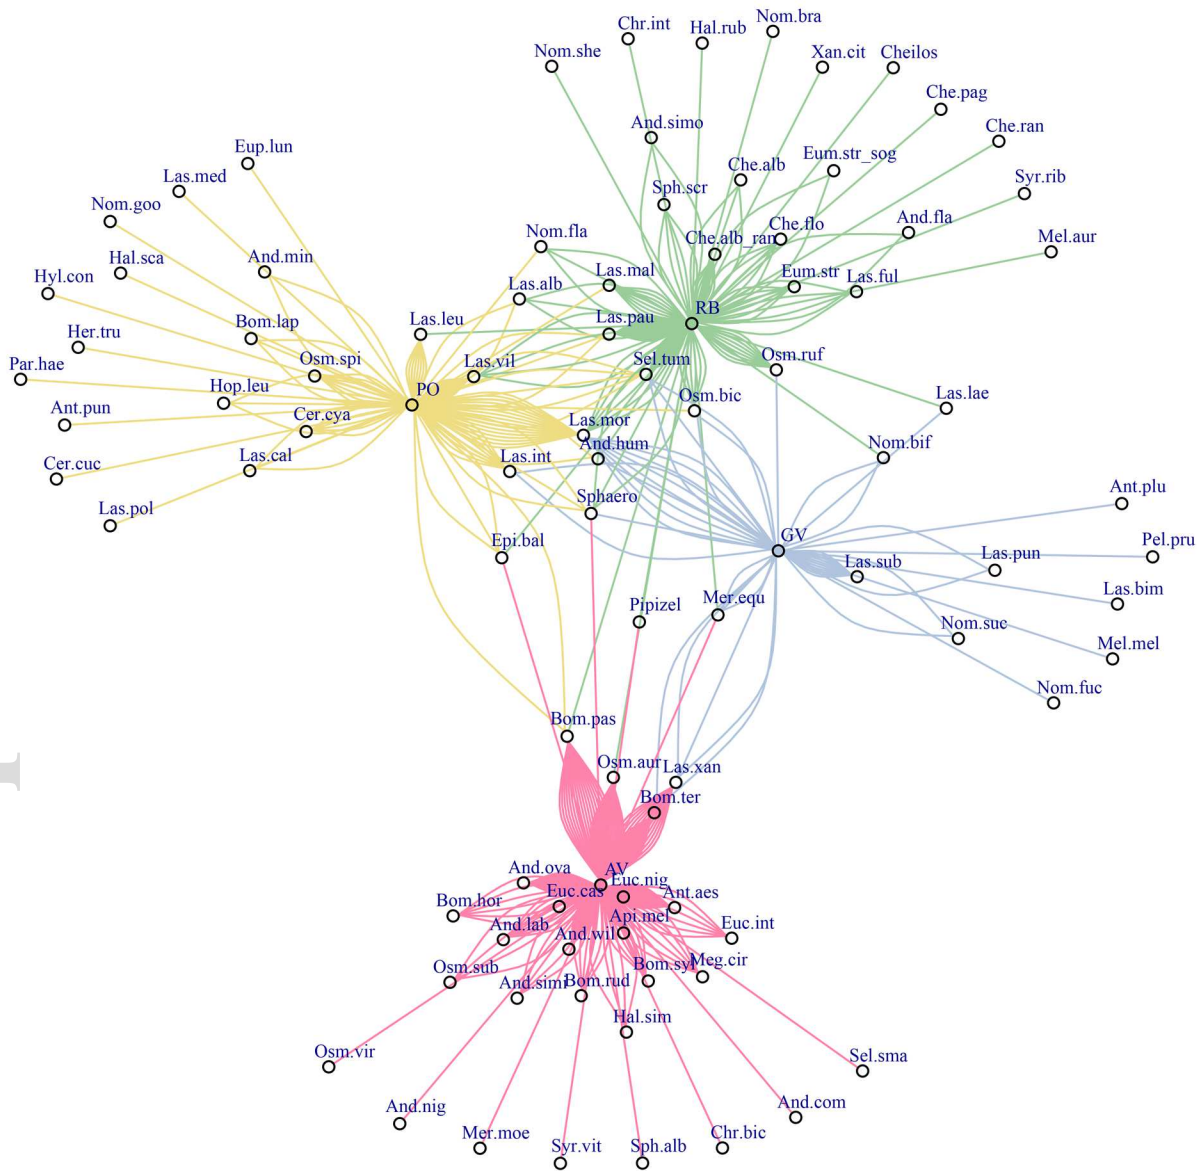 Nom.bra
Chr.int
Hal.rub
Nom.she
Xan.cit
Cheilos
Che.pag
And.simo
Che.ran
Eup.lun
Eum.str_sog
Che.alb
Las.med
Syr.rib
Sph.scr
Nom.goo
And.fla
Che.flo
Nom.fla
Che.alb_ran
Mel.aur
Hal.sca
And.min
Las.mal
Eum.str
Las.ful
Hyl.con
Las.alb
RB
Bom.lap
Las.leu
Las.pau
Her.tru
Osm.ruf
Par.hae
Osm.spi
Las.vil
Sel.tum
Hop.leu
PO
Osm.bic
Las.lae
Ant.pun
Cer.cya
Las.mor
And.hum
Nom.bif
Cer.cuc
Las.cal
Las.int
Ant.plu
Las.pol
Sphaero
Epi.bal
GV
Pel.pru
Las.sub
Las.pun
Las.bim
Pipizel
Mer.equ
Nom.suc
Mel.mel
Nom.fuc
Bom.pas
Osm.aur
Las.xan
Bom.ter
And.ova
AV
Euc.nig
Bom.hor
Euc.cas
Ant.aes
And.lab
And.wil
Api.mel
Euc.int
Osm.sub
And.simi
Bom.rud
Bom.syl
Meg.cir
Hal.sim
Osm.vir
Sel.sma
And.nig
And.com
Mer.moe
Syr.vit
Sph.alb
Chr.bic